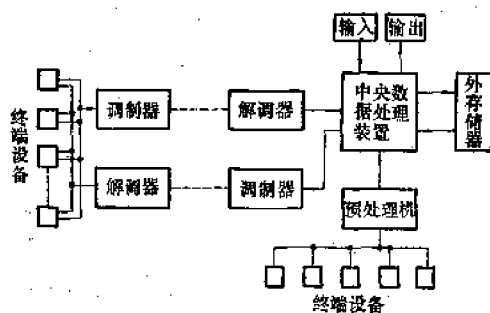 输入
输出
中央数
据处理
装置
外存储器
调制器
解调器
终端设备
解调器
调制器
预处理机
终端设备